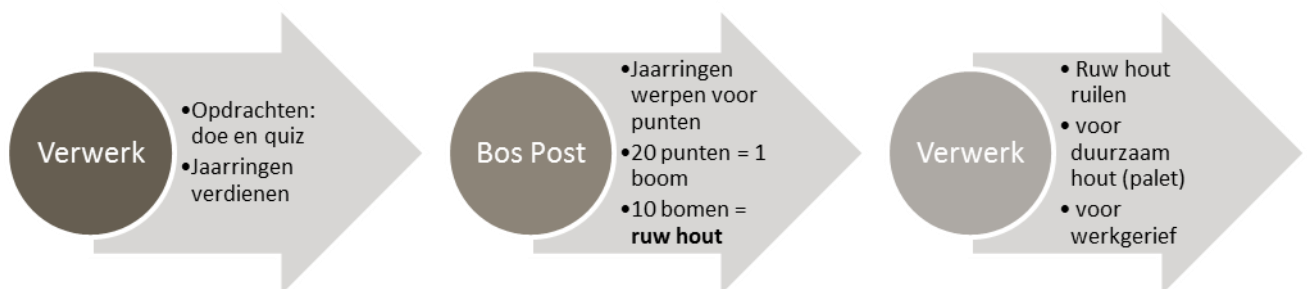 Verwerk
•Opdrachten:
doe en quiz
•Jaarringen
verdienen
Bos Post
•Jaarringen
werpen voor
punten
•20 punten = 1
boom
•10 bomen =
ruw hout
Verwerk
• Ruw hout
ruilen
• voor
duurzaam
hout (palet)
• voor
werkgerief